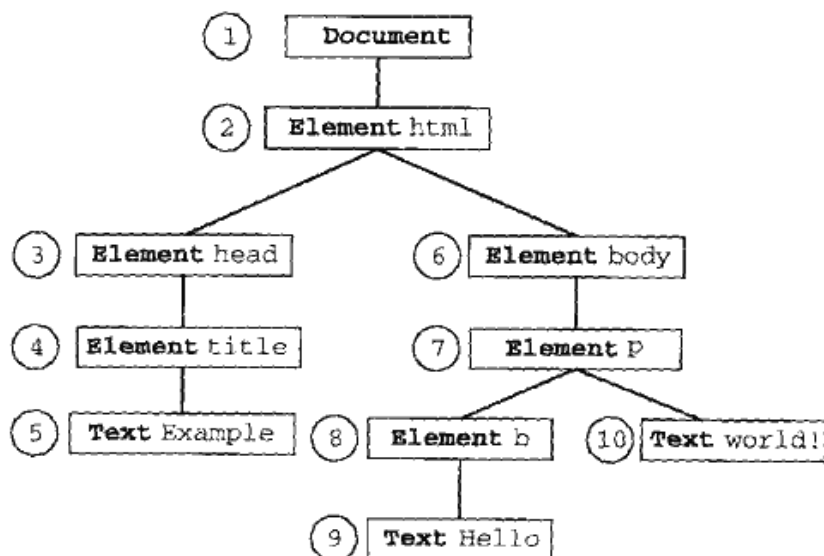 1 Document
2 Element html
3 Element head
6 Element body
4 Element title
7 Element p
5 Text Example
8 Element b
10 Text world!
9 Text Hello